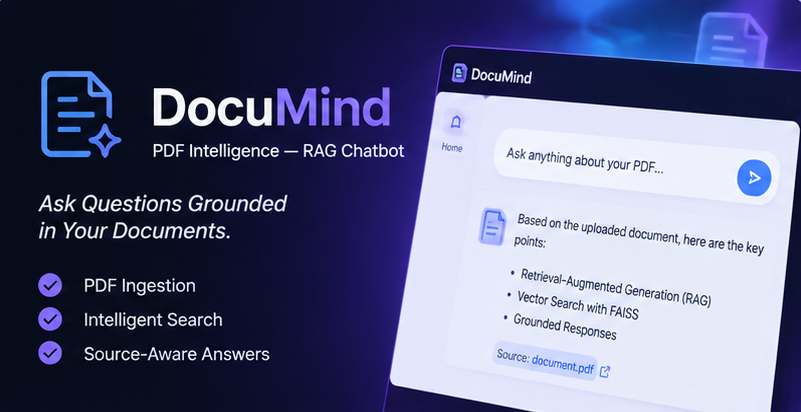 DocuMind
PDF Intelligence — RAG Chatbot
Ask Questions Grounded
in Your Documents.
PDF Ingestion
Intelligent Search
Source-Aware Answers
DocuMind
Home
Ask anything about your PDF...
Based on the uploaded document, here are the key
points:
• Retrieval-Augmented Generation (RAG)
• Vector Search with FAISS
• Grounded Responses
Source: document.pdf